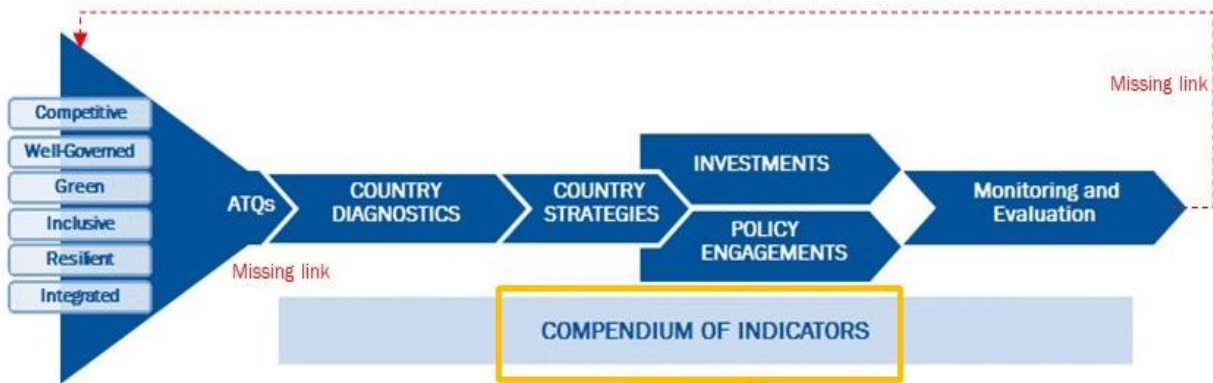 Missing link
Competitive
Well-Governed
Green
Inclusive
Resilient
Integrated
ATQs
COUNTRY
DIAGNOSTICS
COUNTRY
STRATEGIES
INVESTMENTS
POLICY
ENGAGEMENTS
Monitoring and
Evaluation
Missing link
COMPENDIUM OF INDICATORS